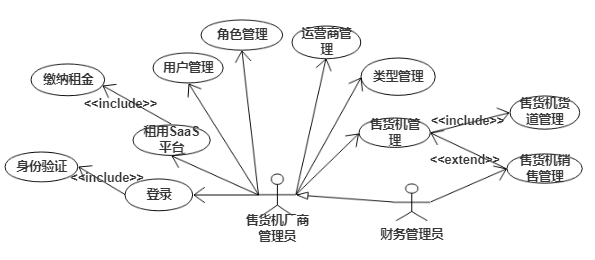 角色管理
运营商管
理
用户管理
类型管理
缴纳租金
<<include>>
租用SaaS
平台
售货机管
理
<<include>>
售货机货
道管理
<<extend>>
售货机销
售管理
身份验证
<<include>>
登录
售货机厂商
管理员
财务管理员